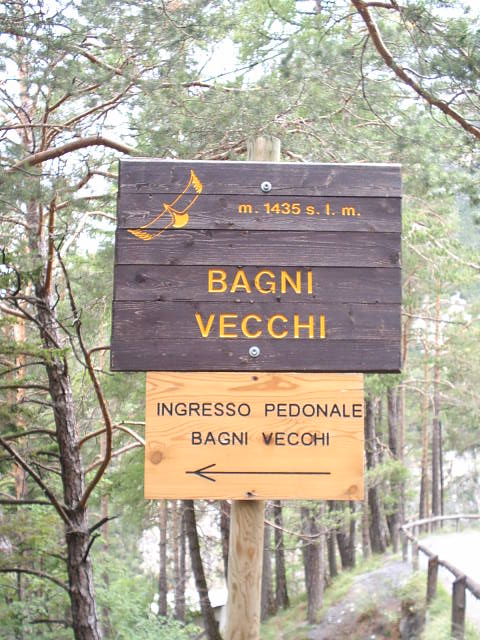 m. 1435 s. l. m.
BAGNI
VECCHI
INGRESSO PEDONALE
BAGNI VECCHI